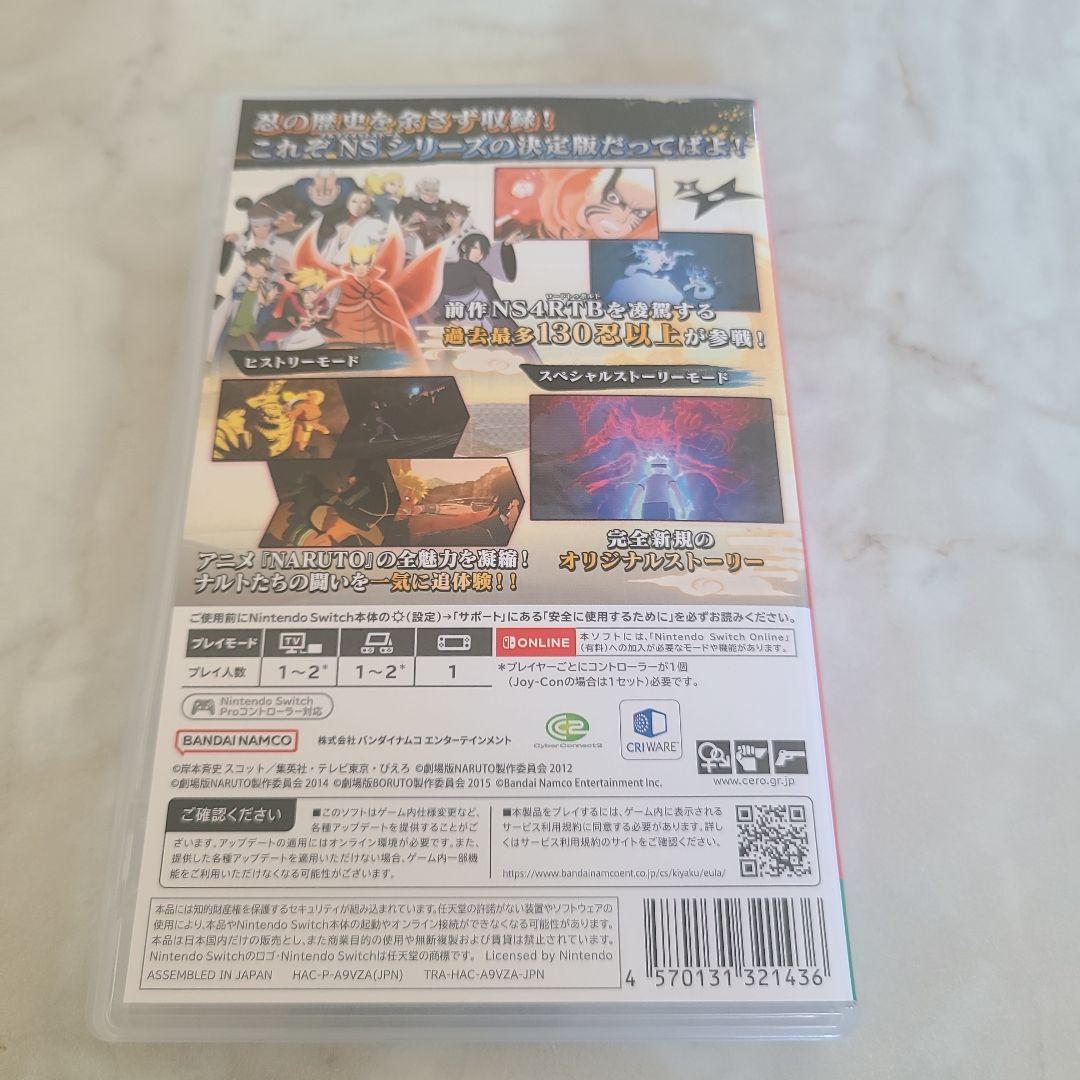 忍の歴史を余さず収録!
ナルティメットストーム
これぞNSシリーズの決定版だってばよ!
ロードトゥボルト
前作NS4RTBを凌駕する
過去最多130忍以上が参戦!
ヒストリーモード
スペシャルストーリーモード
アニメ『NARUTO』の全魅力を凝縮!
ナルトたちの闘いを一気に追体験!!
完全新規の
オリジナルストーリー
ご使用前にNintendo Switch本体の(設定)→「サポート」にある「安全に使用するために」を必ずお読みください。
プレイモード TV
プレイ人数 1~2* 1~2* 1
ONLINE
本ソフトには、「Nintendo Switch Online」
(有料)への加入が必要なモードや機能があります。
*プレイヤーごとにコントローラーが1個
(Joy-Conの場合は1セット)必要です。
Nintendo Switch
Proコントローラー対応
BANDAI NAMCO
株式会社 バンダイナムコ エンターテインメント
CyberConnect2
CRIWARE
www.cero.gr.jp
©岸本斉史 スコット/集英社・テレビ東京・ぴえろ ©劇場版NARUTO製作委員会 2012
©劇場版NARUTO製作委員会 2014 ©劇場版BORUTO製作委員会 2015 ©Bandai Namco Entertainment Inc.
ご確認ください
■このソフトはゲーム内仕様変更など、
各種アップデートを提供することがご
ざいます。アップデートの適用にはオンライン環境が必要です。また、
提供した各種アップデートを適用いただけない場合、ゲーム内一部機
能をご利用いただけなくなる可能性がございます。
■本製品をプレイするには、ゲーム内に表示される
サービス利用規約に同意する必要があります。詳し
くはサービス利用規約のサイトをご確認ください。
https://www.bandainamcoent.co.jp/cs/kiyaku/eula/
本品には知的財産権を保護するセキュリティが組み込まれています。任天堂の許諾がない装置やソフトウェアの
使用により、本品やNintendo Switch本体の起動やオンライン接続ができなくなる可能性があります。
本品は日本国内だけの販売とし、また商業目的の使用や無断複製および賃貸は禁止されています。
Nintendo Switchのロゴ・Nintendo Switchは任天堂の商標です。 Licensed by Nintendo
ASSEMBLED IN JAPAN HAC-P-A9VZA(JPN) TRA-HAC-A9VZA-JPN
4 570131 321436